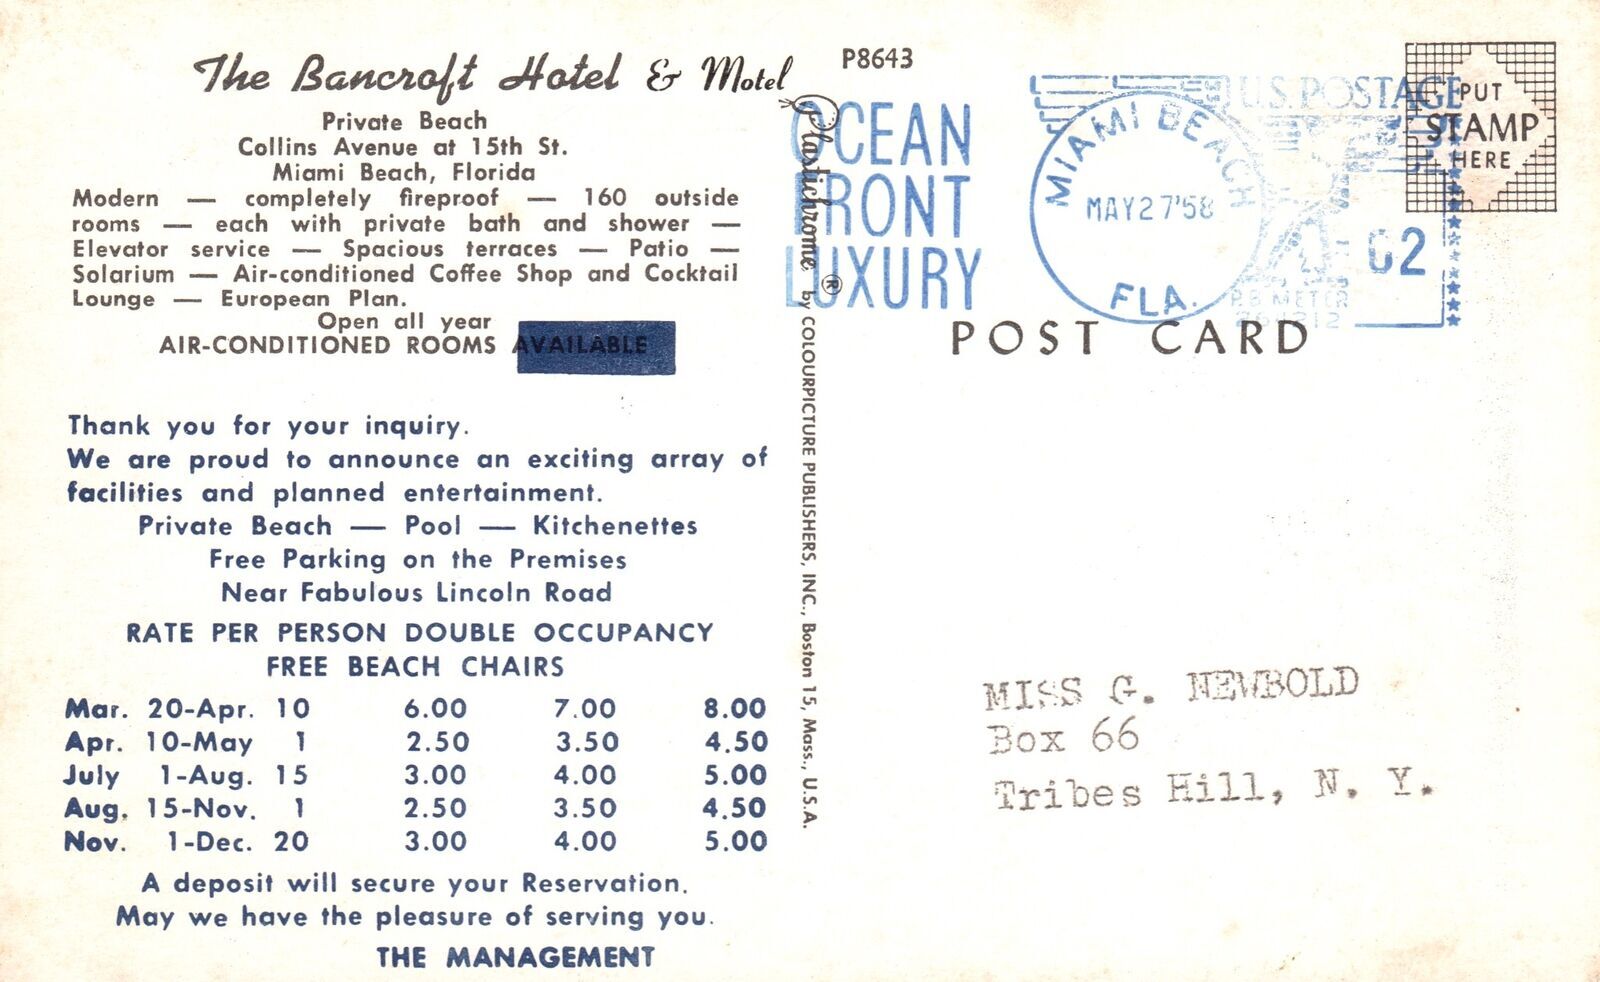 The Bancroft Hotel & Motel
Private Beach
Collins Avenue at 15th St.
Miami Beach, Florida
Modern — completely fireproof — 160 outside
rooms — each with private bath and shower —
Elevator service — Spacious terraces — Patio —
Solarium — Air-conditioned Coffee Shop and Cocktail
Lounge — European Plan.
Open all year
AIR-CONDITIONED ROOMS AVAILABLE
Thank you for your inquiry.
We are proud to announce an exciting array of
facilities and planned entertainment.
Private Beach — Pool — Kitchenettes
Free Parking on the Premises
Near Fabulous Lincoln Road
RATE PER PERSON DOUBLE OCCUPANCY
FREE BEACH CHAIRS
Mar. 20-Apr. 10 6.00 7.00 8.00
Apr. 10-May 1 2.50 3.50 4.50
July 1-Aug. 15 3.00 4.00 5.00
Aug. 15-Nov. 1 2.50 3.50 4.50
Nov. 1-Dec. 20 3.00 4.00 5.00
A deposit will secure your Reservation.
May we have the pleasure of serving you.
THE MANAGEMENT
Plastichrome ® by COLOURPICTURE PUBLISHERS, INC., Boston 15, Mass., U.S.A.
P8643
OCEAN
FRONT
LUXURY
MIAMI BEACH
MAY27'58
FLA.
U.S. POSTAGE
02
P.B. METER
PUT
STAMP
HERE
POST CARD
MISS G. NEWBOLD
Box 66
Tribes Hill, N. Y.